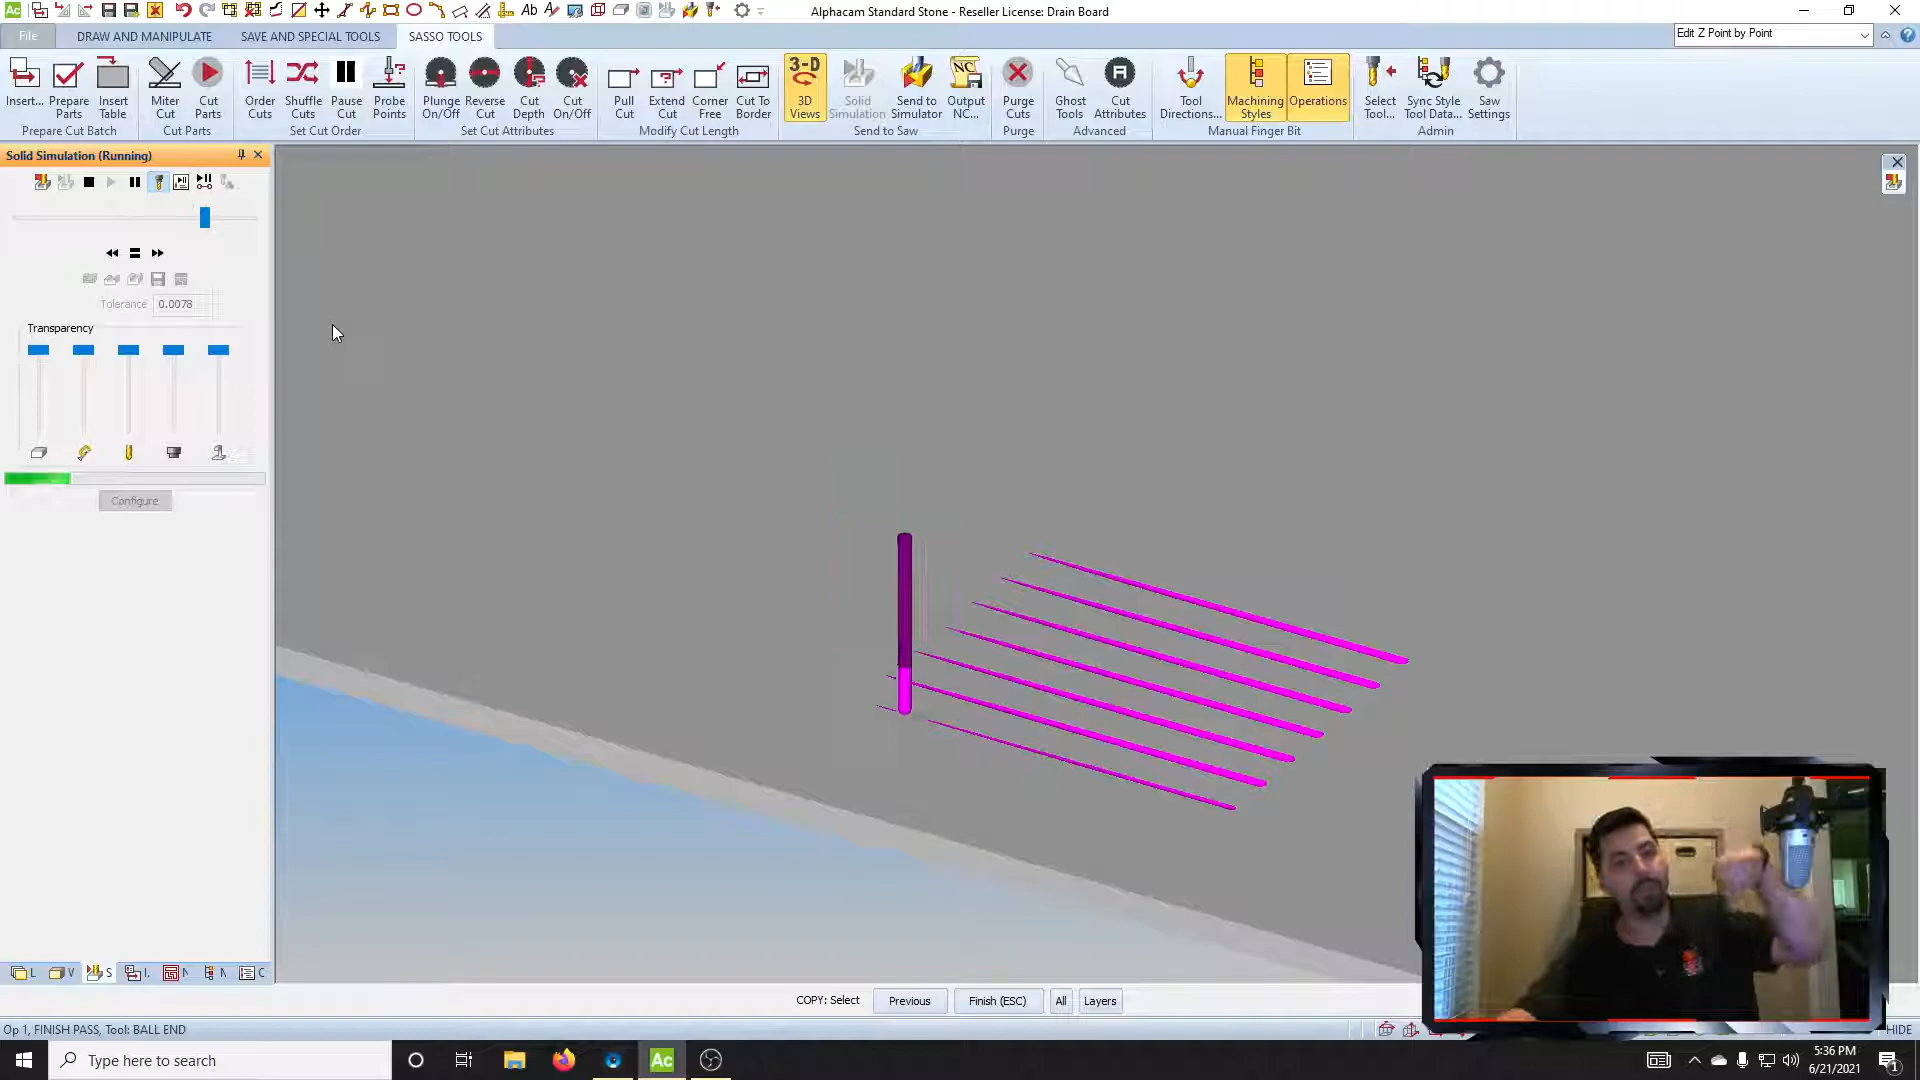 Ac
Ab
Alphacam Standard Stone - Reseller License: Drain Board
File
DRAW AND MANIPULATE
SAVE AND SPECIAL TOOLS
SASSO TOOLS
Edit Z Point by Point
3-D
NC
Insert...
Prepare Parts
Insert Table
Miter Cut
Cut Parts
Order Cuts
Shuffle Cuts
Pause Cut
Probe Points
Plunge On/Off
Reverse Cut
Cut Depth
Cut On/Off
Pull Cut
Extend Cut
Corner Free
Cut To Border
3D Views
Solid Simulation
Send to Simulator
Output NC...
Purge Cuts
Ghost Tools
Cut Attributes
Tool Directions...
Machining Styles
Operations
Select Tool...
Sync Style Tool Data...
Saw Settings
Prepare Cut Batch
Cut Parts
Set Cut Order
Set Cut Attributes
Modify Cut Length
Send to Saw
Purge
Advanced
Manual Finger Bit
Admin
Solid Simulation (Running)
Tolerance 0.0078
Transparency
Configure
L V S I. N M C
COPY: Select
Previous
Finish (ESC)
All
Layers
Op 1, FINISH PASS, Tool: BALL END
HIDE
Type here to search
Ac
5:36 PM
6/21/2021
1